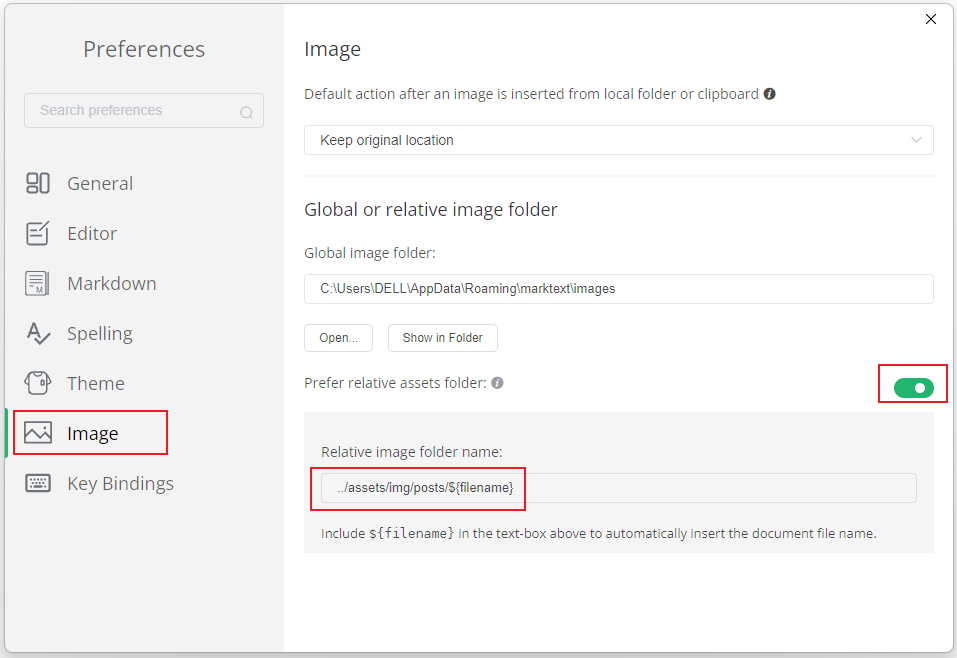 Preferences
Search preferences
General
Editor
Markdown
Spelling
Theme
Image
Key Bindings
Image
Default action after an image is inserted from local folder or clipboard
Keep original location
Global or relative image folder
Global image folder:
C:\Users\DELL\AppData\Roaming\marktext\images
Open...
Show in Folder
Prefer relative assets folder:
Relative image folder name:
../assets/img/posts/${filename}
Include ${filename} in the text-box above to automatically insert the document file name.